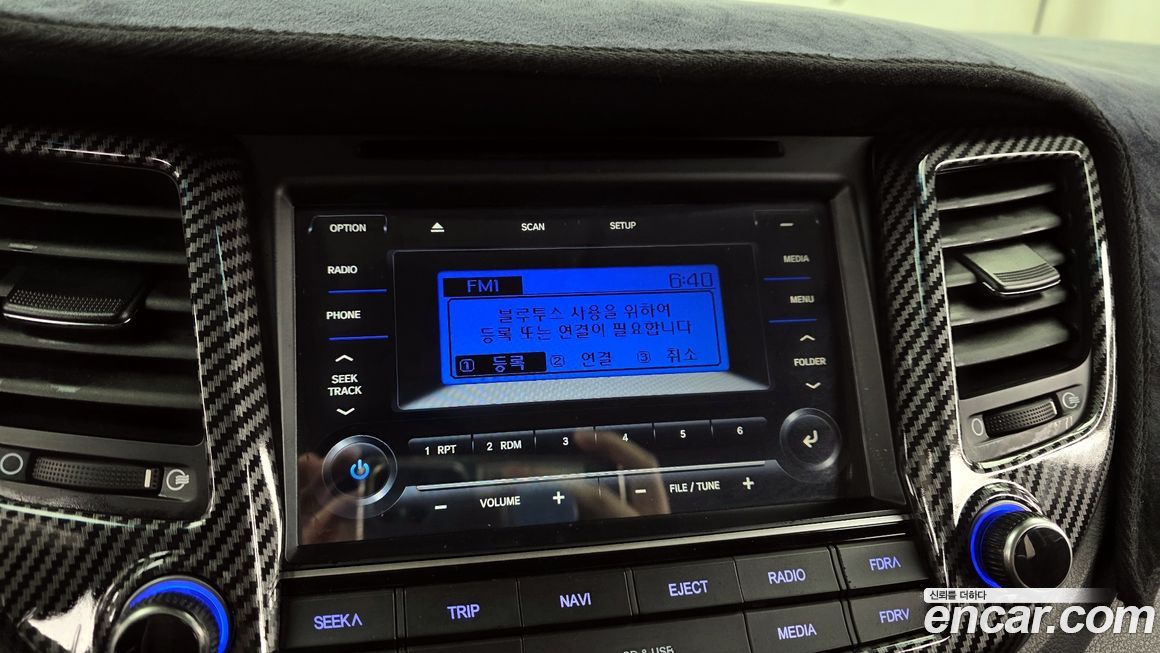 OPTION
SCAN
SETUP
RADIO
MEDIA
FM1 6:40
블루투스 사용을 위하여
등록 또는 연결이 필요합니다
1 등록 2 연결 3 취소
PHONE
MENU
SEEK
TRACK
FOLDER
1 RPT 2 RDM 3 4 5 6
− VOLUME + − FILE / TUNE +
SEEK∧ TRIP NAVI EJECT RADIO FDR∧
MEDIA FDR∨
& USB
신뢰를 더하다
encar.com